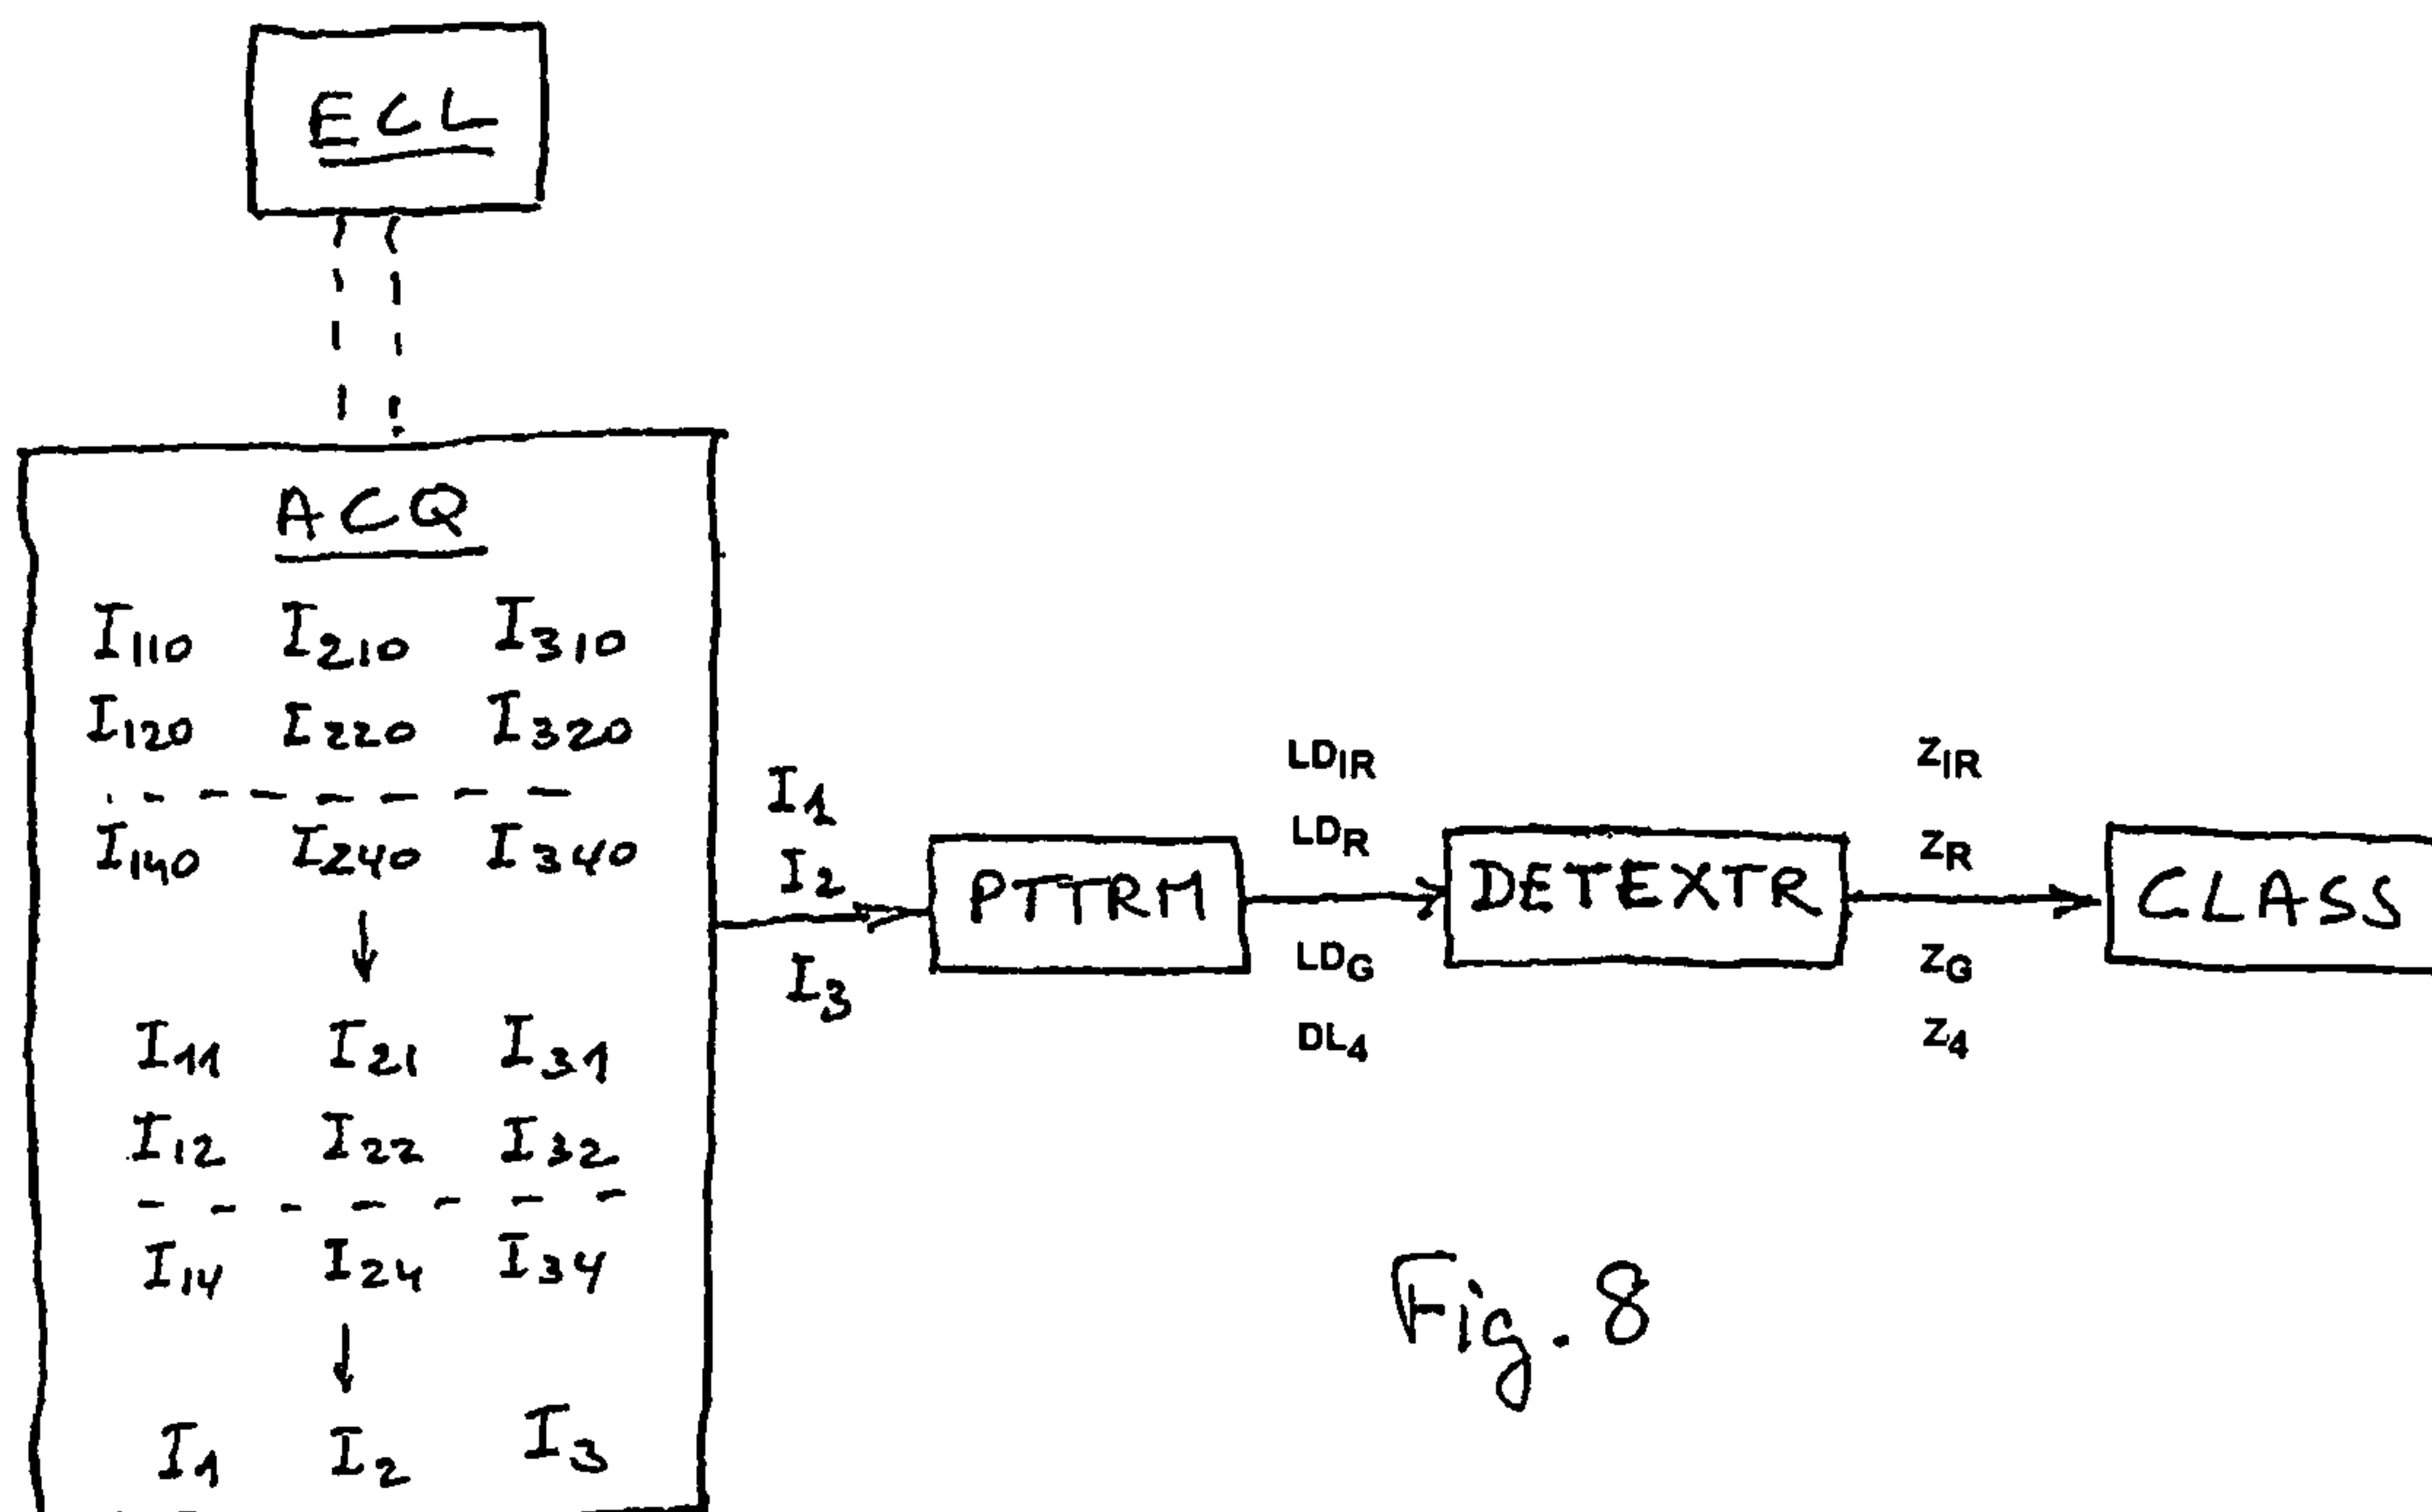 ECL
ACQ
I110 I210 I310
I120 I220 I320
I140 I240 I340
I11 I21 I31
I12 I22 I32
I14 I24 I34
I1 I2 I3
I1
I2
I3
PTTRM
LDIR
LDR
LDG
DL4
DETEXTR
ZIR
ZR
ZG
Z4
CLASS
Fig. 8